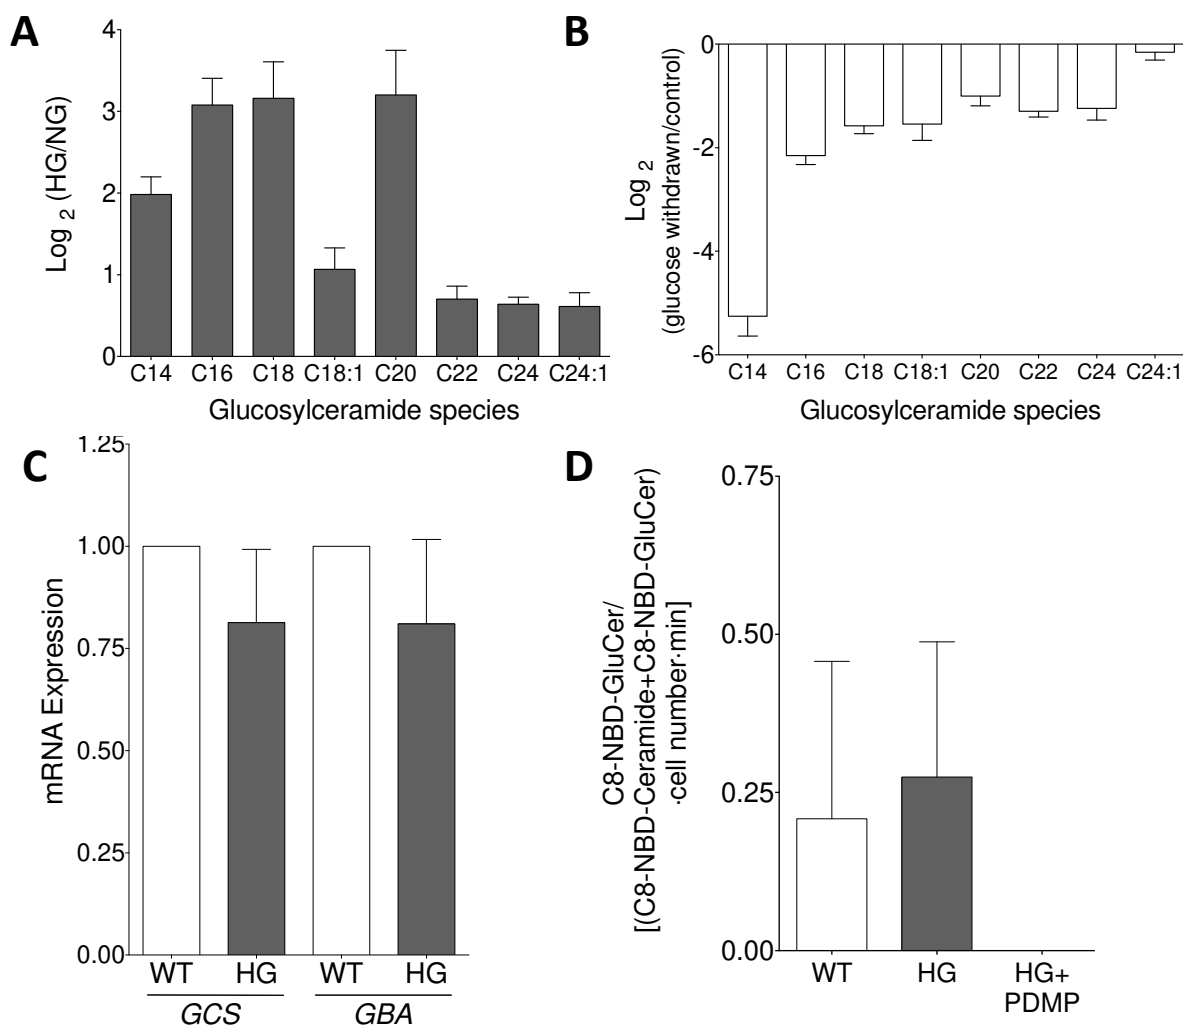 A
Log 2 (HG/NG)
4
3
2
1
0
C14 C16 C18 C18:1 C20 C22 C24 C24:1
Glucosylceramide species
B
Log 2
(glucose withdrawn/control)
0
-2
-4
-6
C14 C16 C18 C18:1 C20 C22 C24 C24:1
Glucosylceramide species
C
mRNA Expression
1.25
1.00
0.75
0.50
0.25
0.00
WT HG WT HG
GCS GBA
D
C8-NBD-GluCer/
[(C8-NBD-Ceramide+C8-NBD-GluCer)
·cell number·min]
0.75
0.50
0.25
0.00
WT HG HG+
PDMP